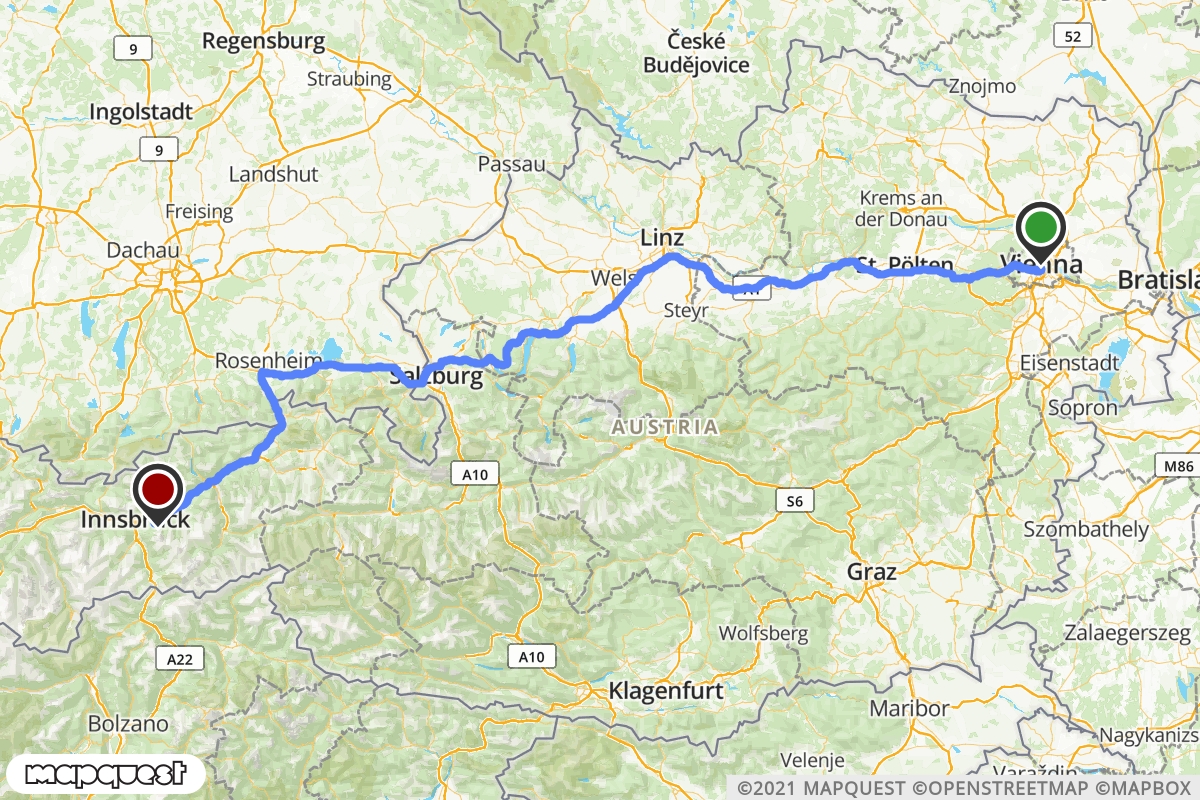 52
České
Budějovice
Regensburg
9
Straubing
Znojmo
Ingolstadt
9
Passau
Landshut
Krems an
der Donau
Freising
Linz
Dachau
St. Pölten
Vienna
Wels
Bratisla
A1
Steyr
Rosenheim
Eisenstadt
Salzburg
Sopron
AUSTRIA
M86
A10
S6
Innsbruck
Szombathely
Graz
Wolfsberg
Zalaegerszeg
A22
A10
Klagenfurt
Maribor
Bolzano
Nagykanizs
Velenje
Varaždin
mapquest
©2021 MAPQUEST ©OPENSTREETMAP ©MAPBOX